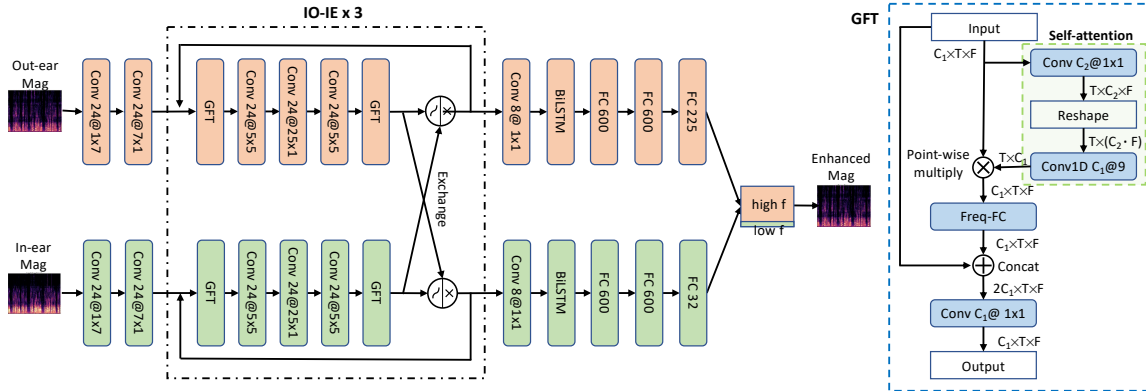 IO-IE x 3
Out-ear
Mag
Conv 24@1x7
Conv 24@7x1
GFT
Conv 24@5x5
Conv 24@25x1
Conv 24@5x5
GFT
x
Conv 8@ 1x1
BiLSTM
FC 600
FC 600
FC 225
Exchange
In-ear
Mag
Conv 24@1x7
Conv 24@7x1
GFT
Conv 24@5x5
Conv 24@25x1
Conv 24@5x5
GFT
x
Conv 8@1x1
BiLSTM
FC 600
FC 600
FC 32
high f
low f
Enhanced
Mag
GFT
Input
C₁×T×F
Self-attention
Conv C₂@1x1
T×C₂×F
Reshape
T×(C₂・F)
Conv1D C₁@9
T×C₁
Point-wise
multiply
C₁×T×F
Freq-FC
C₁×T×F
Concat
2C₁×T×F
Conv C₁@ 1x1
C₁×T×F
Output